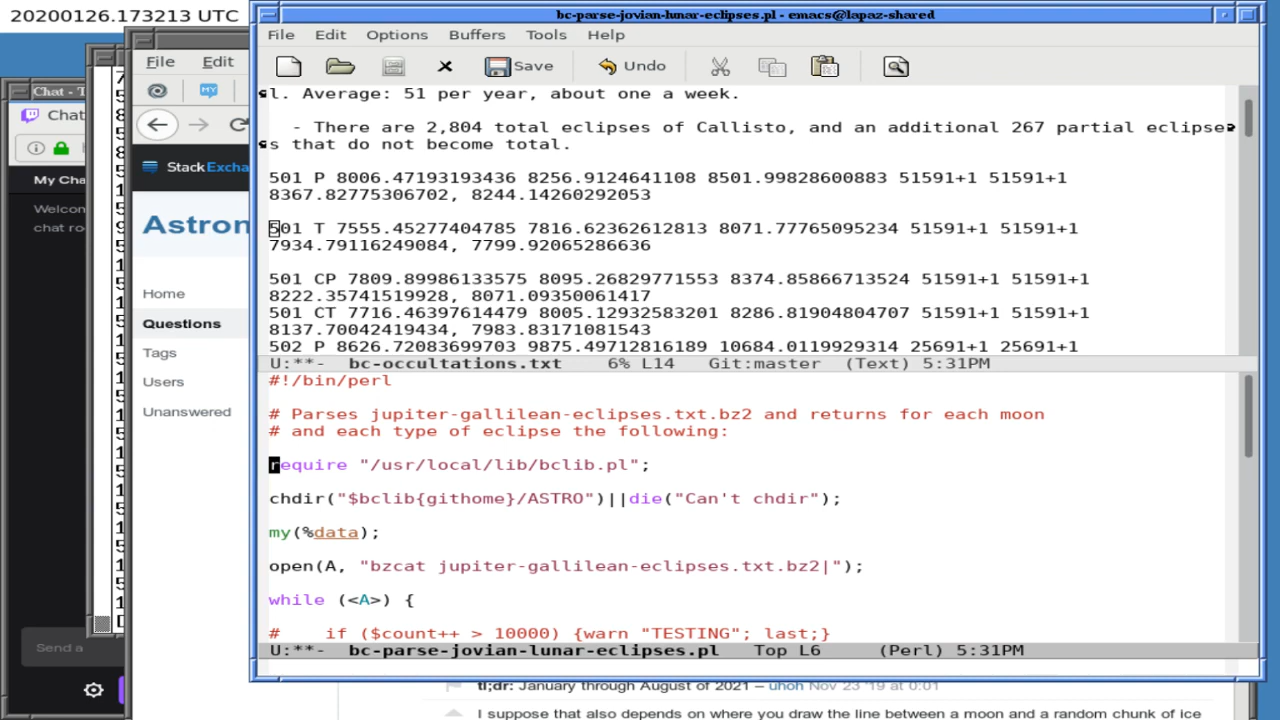 20200126.173213 UTC
bc-parse-jovian-lunar-eclipses.pl - emacs@lapaz-shared
File Edit Options Buffers Tools Help
Save Undo
l. Average: 51 per year, about one a week.
- There are 2,804 total eclipses of Callisto, and an additional 267 partial eclipse
s that do not become total.
501 P 8006.47193193436 8256.9124641108 8501.99828600883 51591+1 51591+1
8367.82775306702, 8244.14260292053
501 T 7555.45277404785 7816.62362612813 8071.77765095234 51591+1 51591+1
7934.79116249084, 7799.92065286636
501 CP 7809.89986133575 8095.26829771553 8374.85866713524 51591+1 51591+1
8222.35741519928, 8071.09350061417
501 CT 7716.46397614479 8005.12932583201 8286.81904804707 51591+1 51591+1
8137.70042419434, 7983.83171081543
502 P 8626.72083699703 9875.49712816189 10684.0119929314 25691+1 25691+1
U:**- bc-occultations.txt 6% L14 Git:master (Text) 5:31PM
#!/bin/perl
# Parses jupiter-gallilean-eclipses.txt.bz2 and returns for each moon
# and each type of eclipse the following:
require "/usr/local/lib/bclib.pl";
chdir("$bclib{githome}/ASTRO")||die("Can't chdir");
my(%data);
open(A, "bzcat jupiter-gallilean-eclipses.txt.bz2|");
while (<A>) {
# if ($count++ > 10000) {warn "TESTING"; last;}
U:**- bc-parse-jovian-lunar-eclipses.pl Top L6 (Perl) 5:31PM
File Edit
StackExcha
Astron
Home
Questions
Tags
Users
Unanswered
Chat - T
Chat
My Cha
Welcom
chat ro
Send a
tl;dr: January through August of 2021 – uhoh Nov 23 '19 at 0:01
I suppose that also depends on where you draw the line between a moon and a random chunk of ice